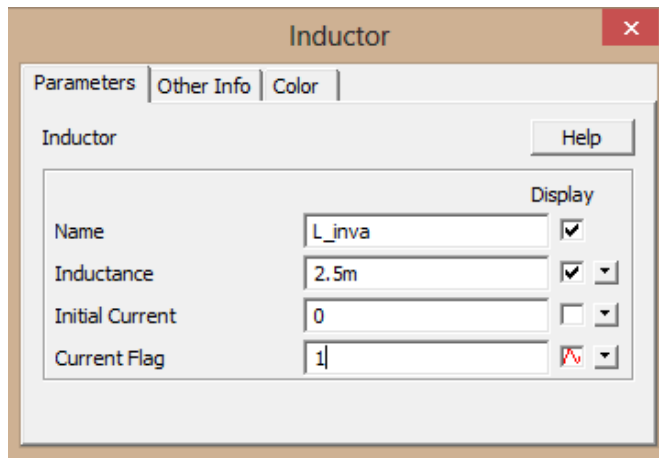 Inductor
Parameters Other Info Color
Inductor Help
Display
Name L_inva
Inductance 2.5m
Initial Current 0
Current Flag 1